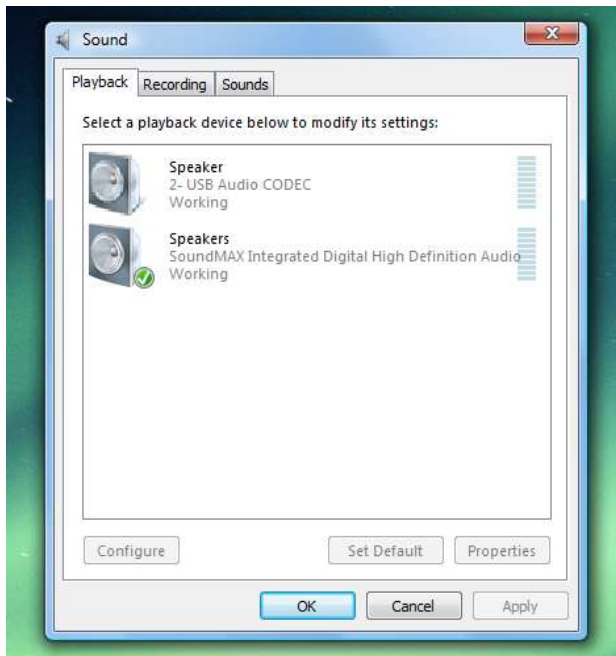 Sound
Playback Recording Sounds
Select a playback device below to modify its settings:
Speaker
2- USB Audio CODEC
Working
Speakers
SoundMAX Integrated Digital High Definition Audio
Working
Configure Set Default Properties
OK Cancel Apply